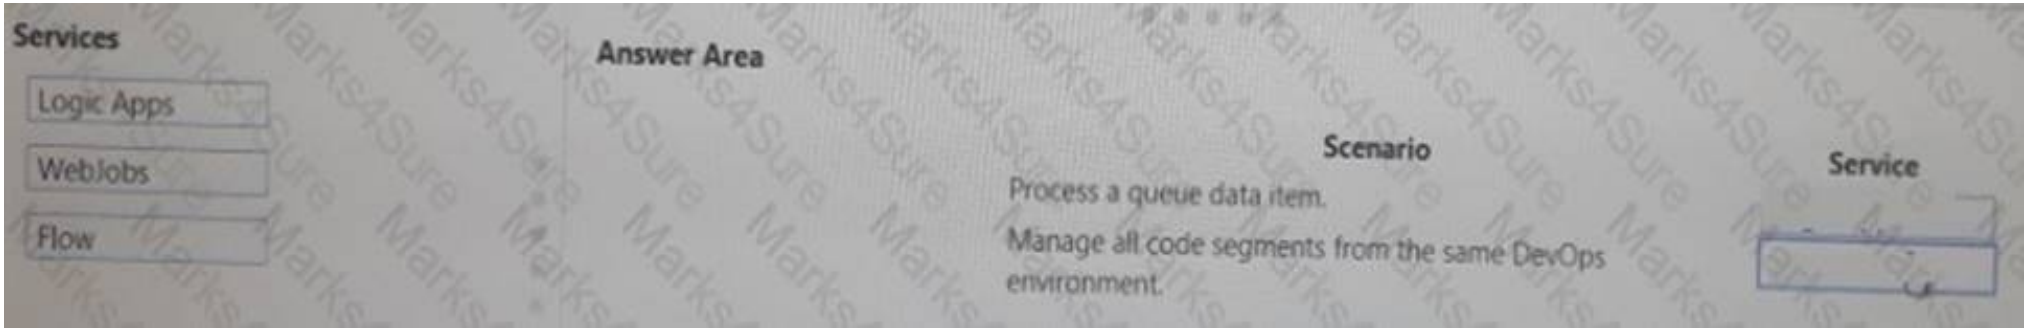 Services
Logic Apps
WebJobs
Flow
Answer Area
Scenario
Service
Process a queue data item.
Manage all code segments from the same DevOps
environment.
Marks4Sure